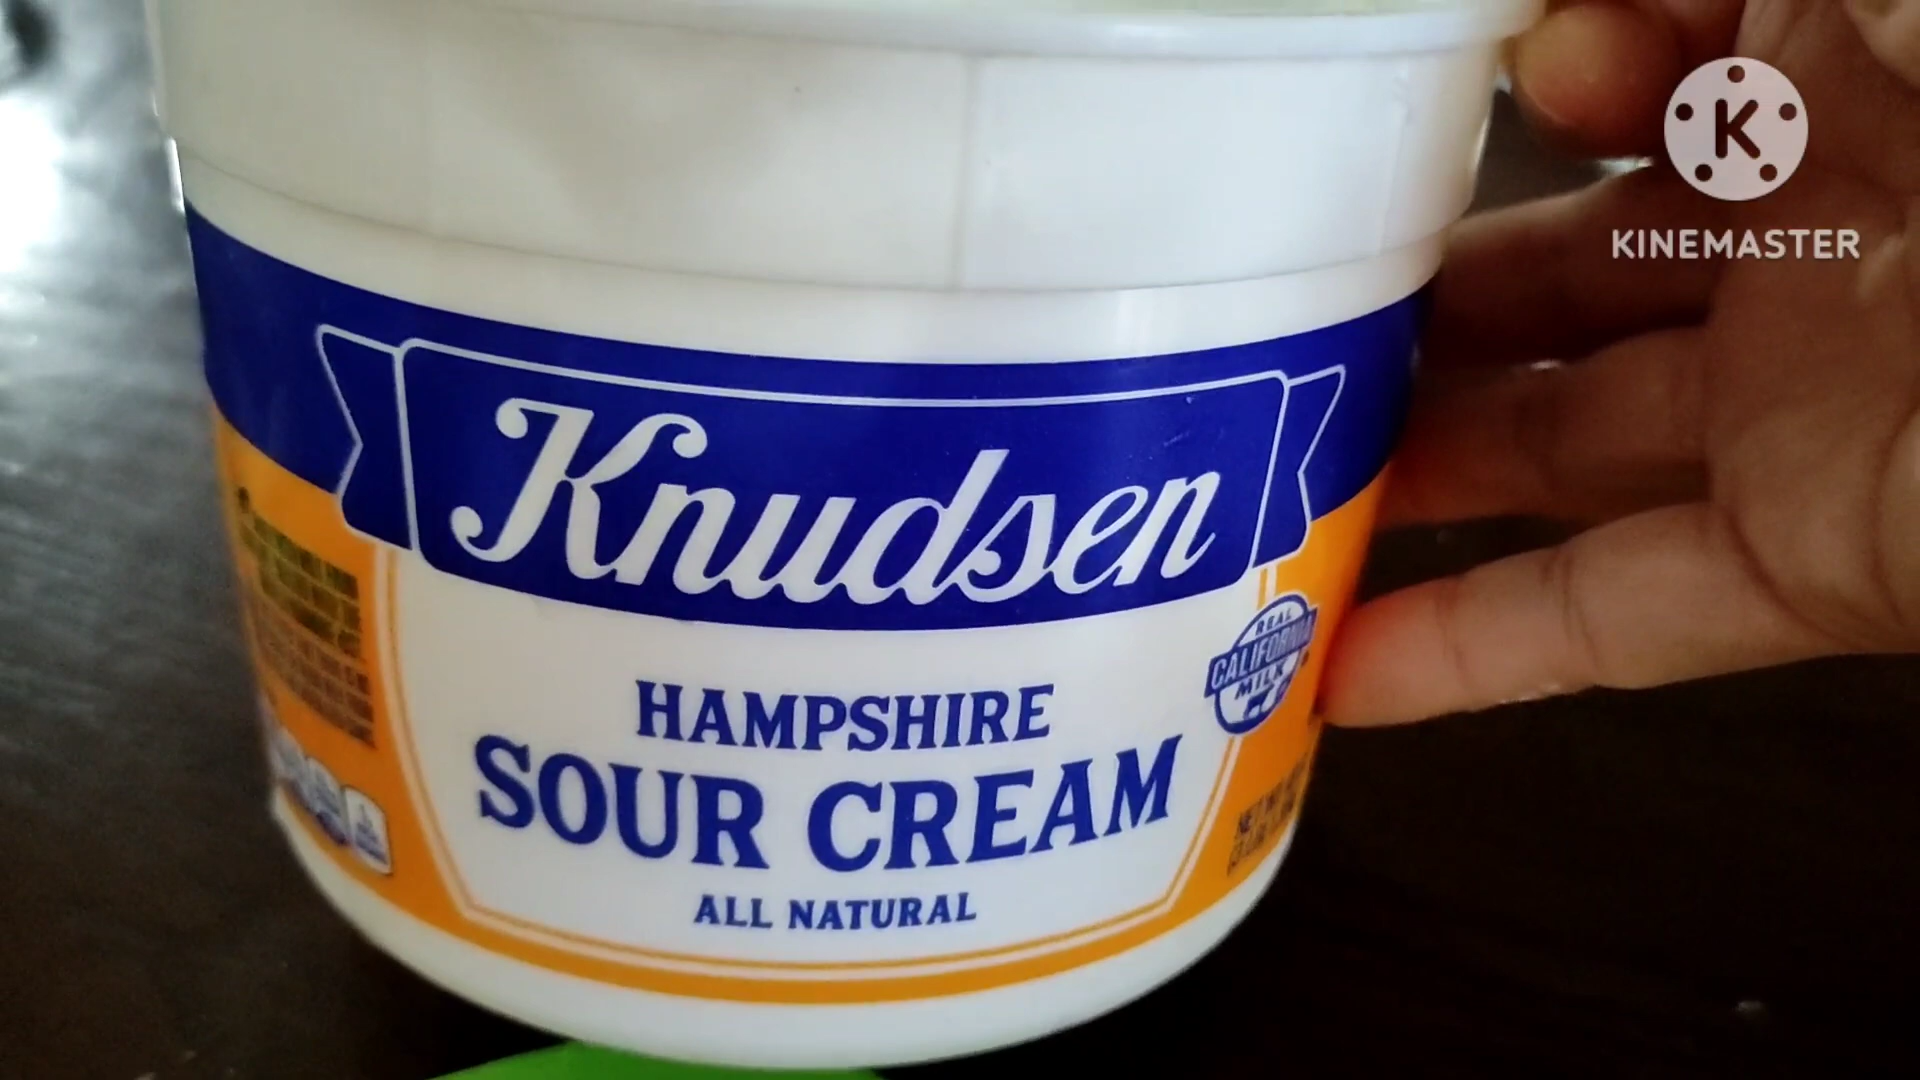 K
KINEMASTER
Knudsen
REAL
CALIFORNIA
MILK
HAMPSHIRE
SOUR CREAM
ALL NATURAL